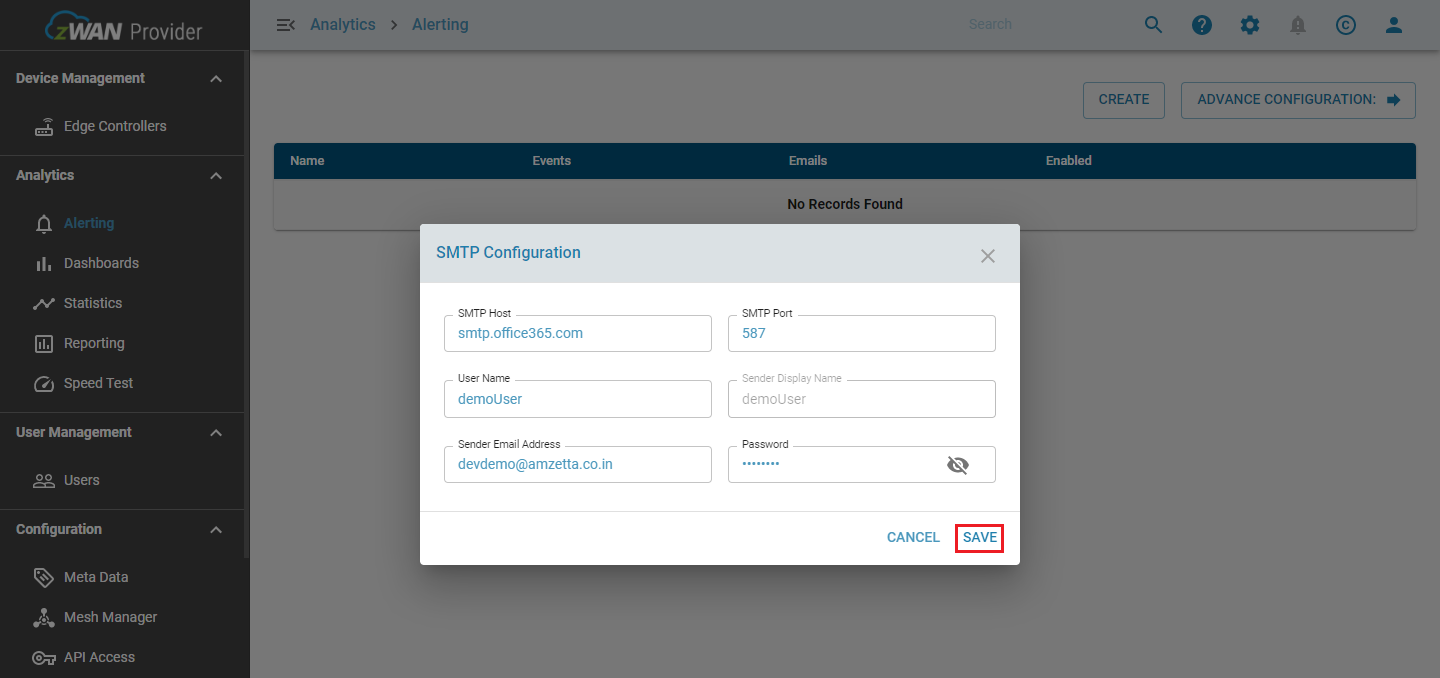 zWAN Provider
Analytics > Alerting
Search
Device Management
Edge Controllers
Analytics
Alerting
Dashboards
Statistics
Reporting
Speed Test
User Management
Users
Configuration
Meta Data
Mesh Manager
API Access
CREATE
ADVANCE CONFIGURATION:
Name Events Emails Enabled
No Records Found
SMTP Configuration
SMTP Host
smtp.office365.com
SMTP Port
587
User Name
demoUser
Sender Display Name
demoUser
Sender Email Address
devdemo@amzetta.co.in
Password
••••••••
CANCEL SAVE